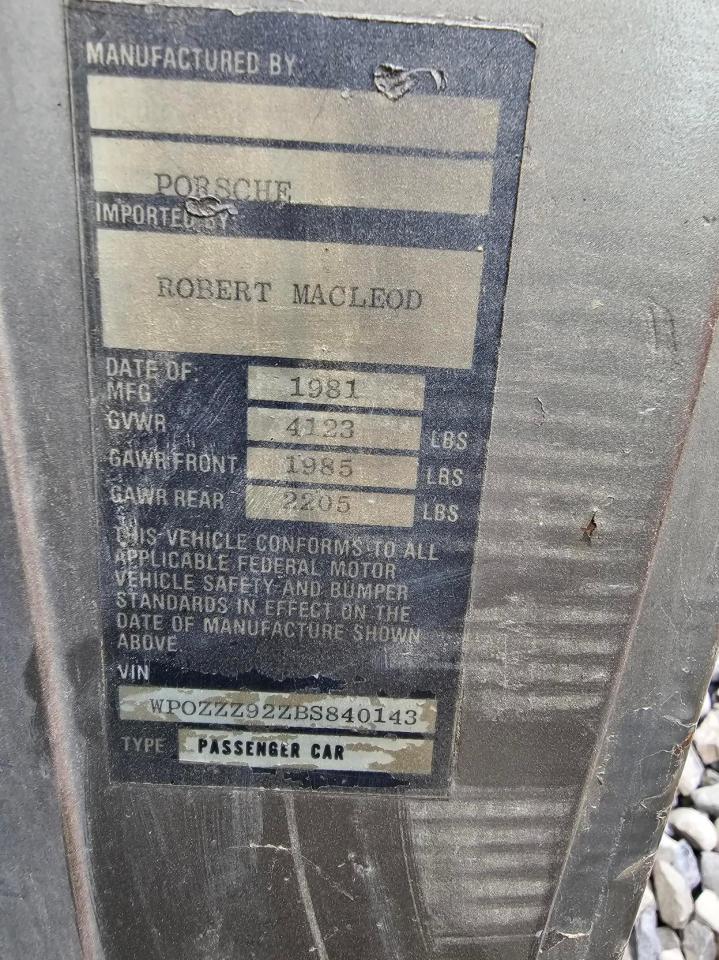 MANUFACTURED BY
PORSCHE
IMPORTED BY
ROBERT MACLEOD
DATE OF
MFG. 1981
GVWR 4123 LBS
GAWR FRONT 1985 LBS
GAWR REAR 2205 LBS
THIS VEHICLE CONFORMS TO ALL
APPLICABLE FEDERAL MOTOR
VEHICLE SAFETY AND BUMPER
STANDARDS IN EFFECT ON THE
DATE OF MANUFACTURE SHOWN
ABOVE.
VIN
WPOZZZ92ZBS840143
TYPE PASSENGER CAR